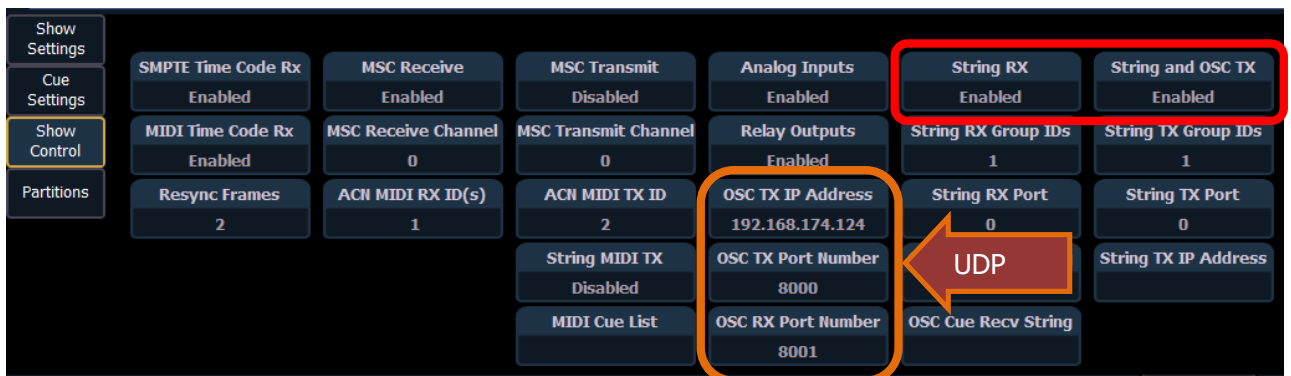 Show
Settings
Cue
Settings
Show
Control
Partitions
SMPTE Time Code Rx MSC Receive MSC Transmit Analog Inputs String RX String and OSC TX
Enabled Enabled Disabled Enabled Enabled Enabled
MIDI Time Code Rx MSC Receive Channel MSC Transmit Channel Relay Outputs String RX Group IDs String TX Group IDs
Enabled 0 0 Enabled 1 1
Resync Frames ACN MIDI RX ID(s) ACN MIDI TX ID OSC TX IP Address String RX Port String TX Port
2 1 2 192.168.174.124 0 0
String MIDI TX OSC TX Port Number UDP String TX IP Address
Disabled 8000
MIDI Cue List OSC RX Port Number OSC Cue Recv String
8001